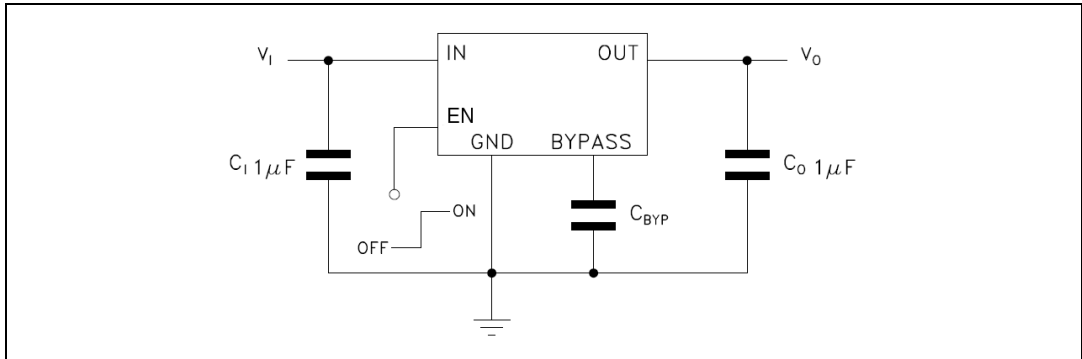 V_I IN OUT V_O
EN
GND BYPASS
C_I 1μF C_O 1μF
ON C_BYP
OFF